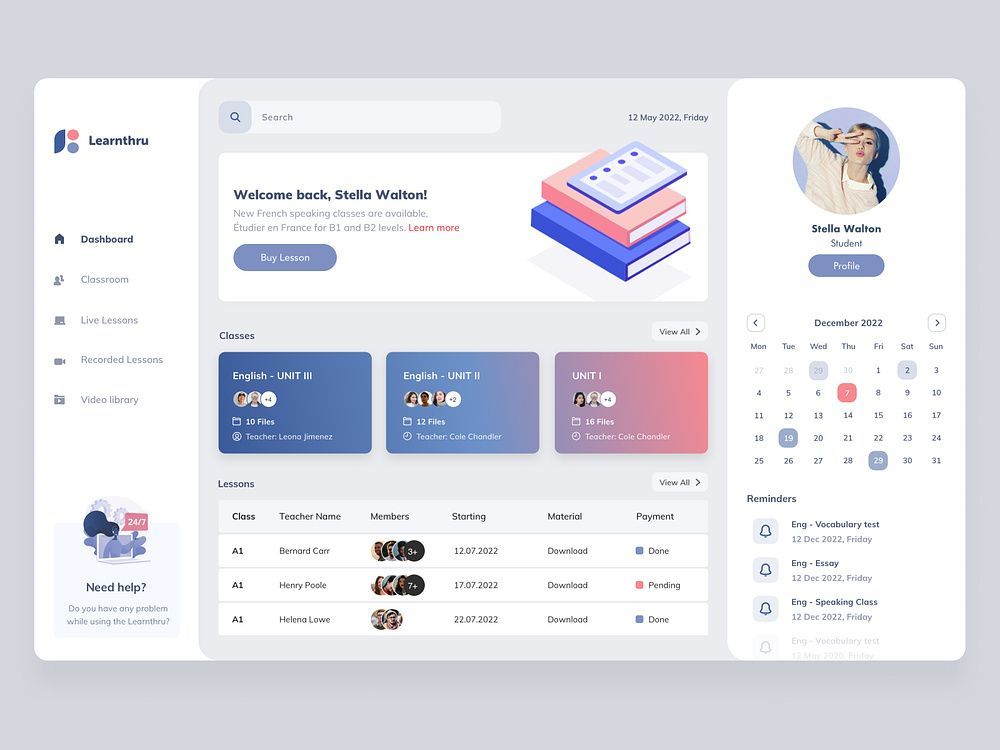 Learnthru
Dashboard
Classroom
Live Lessons
Recorded Lessons
Video library
24/7
Need help?
Do you have any problem
while using the Learnthru?
Search
12 May 2022, Friday
Welcome back, Stella Walton!
New French speaking classes are available,
Étudier en France for B1 and B2 levels. Learn more
Buy Lesson
Classes
View All
English - UNIT III
+4
10 Files
Teacher: Leona Jimenez
English - UNIT II
+2
12 Files
Teacher: Cole Chandler
UNIT I
+4
16 Files
Teacher: Cole Chandler
Lessons
View All
Class Teacher Name Members Starting Material Payment
A1 Bernard Carr 3+ 12.07.2022 Download Done
A1 Henry Poole 7+ 17.07.2022 Download Pending
A1 Helena Lowe 22.07.2022 Download Done
Stella Walton
Student
Profile
December 2022
Mon Tue Wed Thu Fri Sat Sun
27 28 29 30 1 2 3
4 5 6 7 8 9 10
11 12 13 14 15 16 17
18 19 20 21 22 23 24
25 26 27 28 29 30 31
Reminders
Eng - Vocabulary test
12 Dec 2022, Friday
Eng - Essay
12 Dec 2022, Friday
Eng - Speaking Class
12 Dec 2022, Friday
Eng - Vocabulary test
12 May 2020, Friday